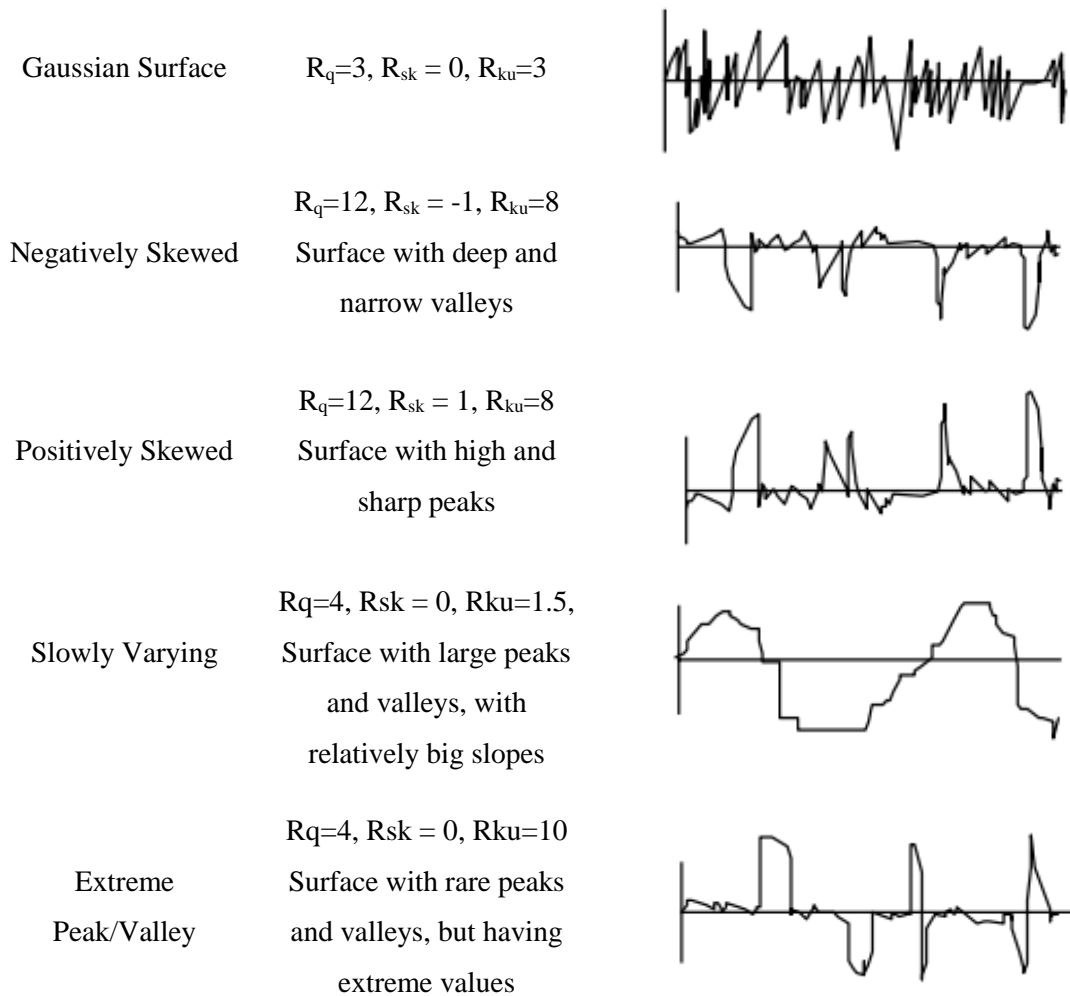 Gaussian Surface
R_q=3, R_sk = 0, R_ku=3
Negatively Skewed
R_q=12, R_sk = -1, R_ku=8
Surface with deep and
narrow valleys
Positively Skewed
R_q=12, R_sk = 1, R_ku=8
Surface with high and
sharp peaks
Slowly Varying
Rq=4, Rsk = 0, Rku=1.5,
Surface with large peaks
and valleys, with
relatively big slopes
Extreme
Peak/Valley
Rq=4, Rsk = 0, Rku=10
Surface with rare peaks
and valleys, but having
extreme values